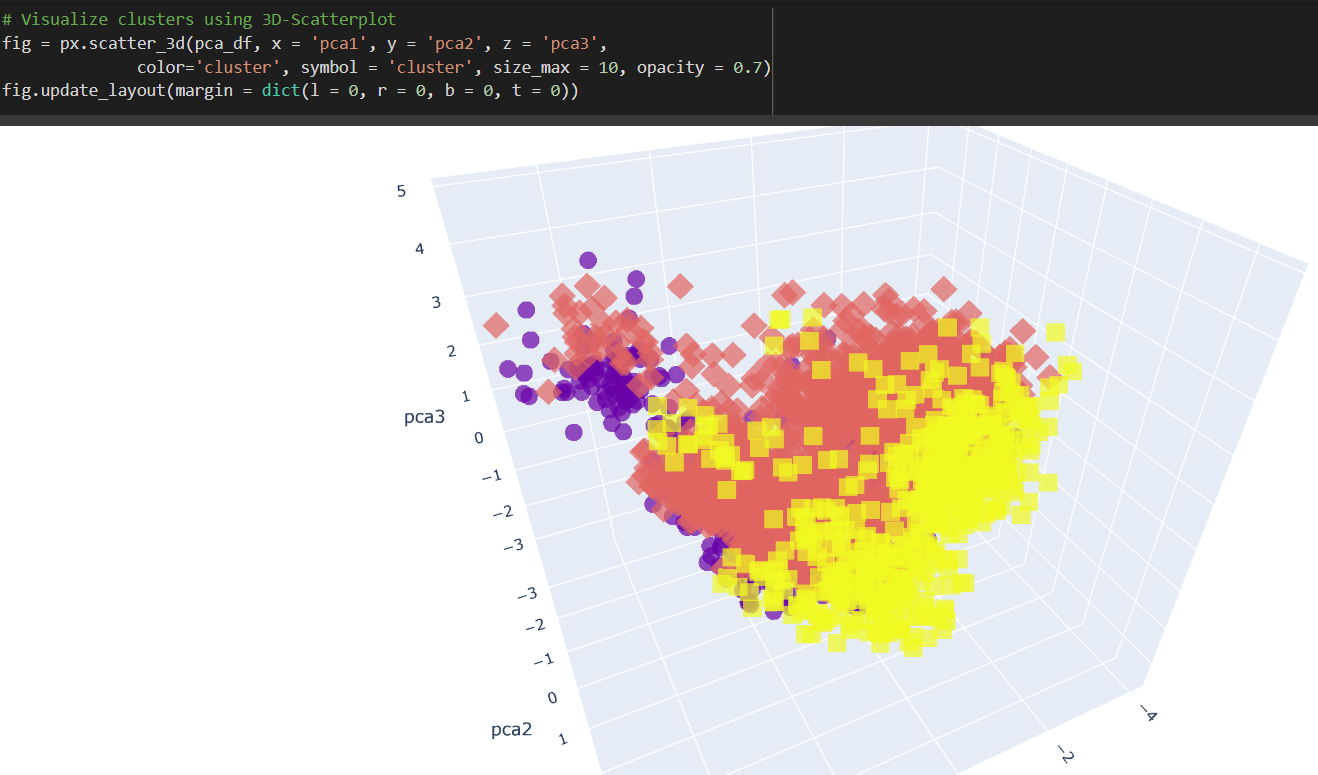 # Visualize clusters using 3D-Scatterplot
fig = px.scatter_3d(pca_df, x = 'pca1', y = 'pca2', z = 'pca3',
color='cluster', symbol = 'cluster', size_max = 10, opacity = 0.7)
fig.update_layout(margin = dict(l = 0, r = 0, b = 0, t = 0))
5
4
3
2
1
pca3
0
−1
−2
−3
−3
−2
−1
0
pca2
1
−4
−2